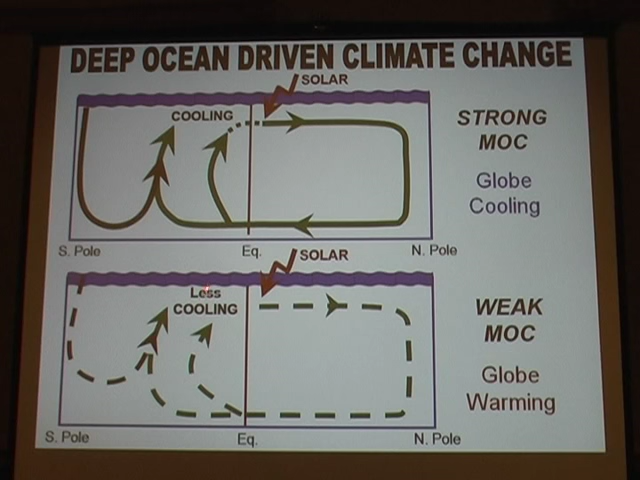 DEEP OCEAN DRIVEN CLIMATE CHANGE
SOLAR
COOLING
STRONG
MOC
Globe
Cooling
S. Pole
Eq.
N. Pole
SOLAR
Less
COOLING
WEAK
MOC
Globe
Warming
S. Pole
Eq.
N. Pole